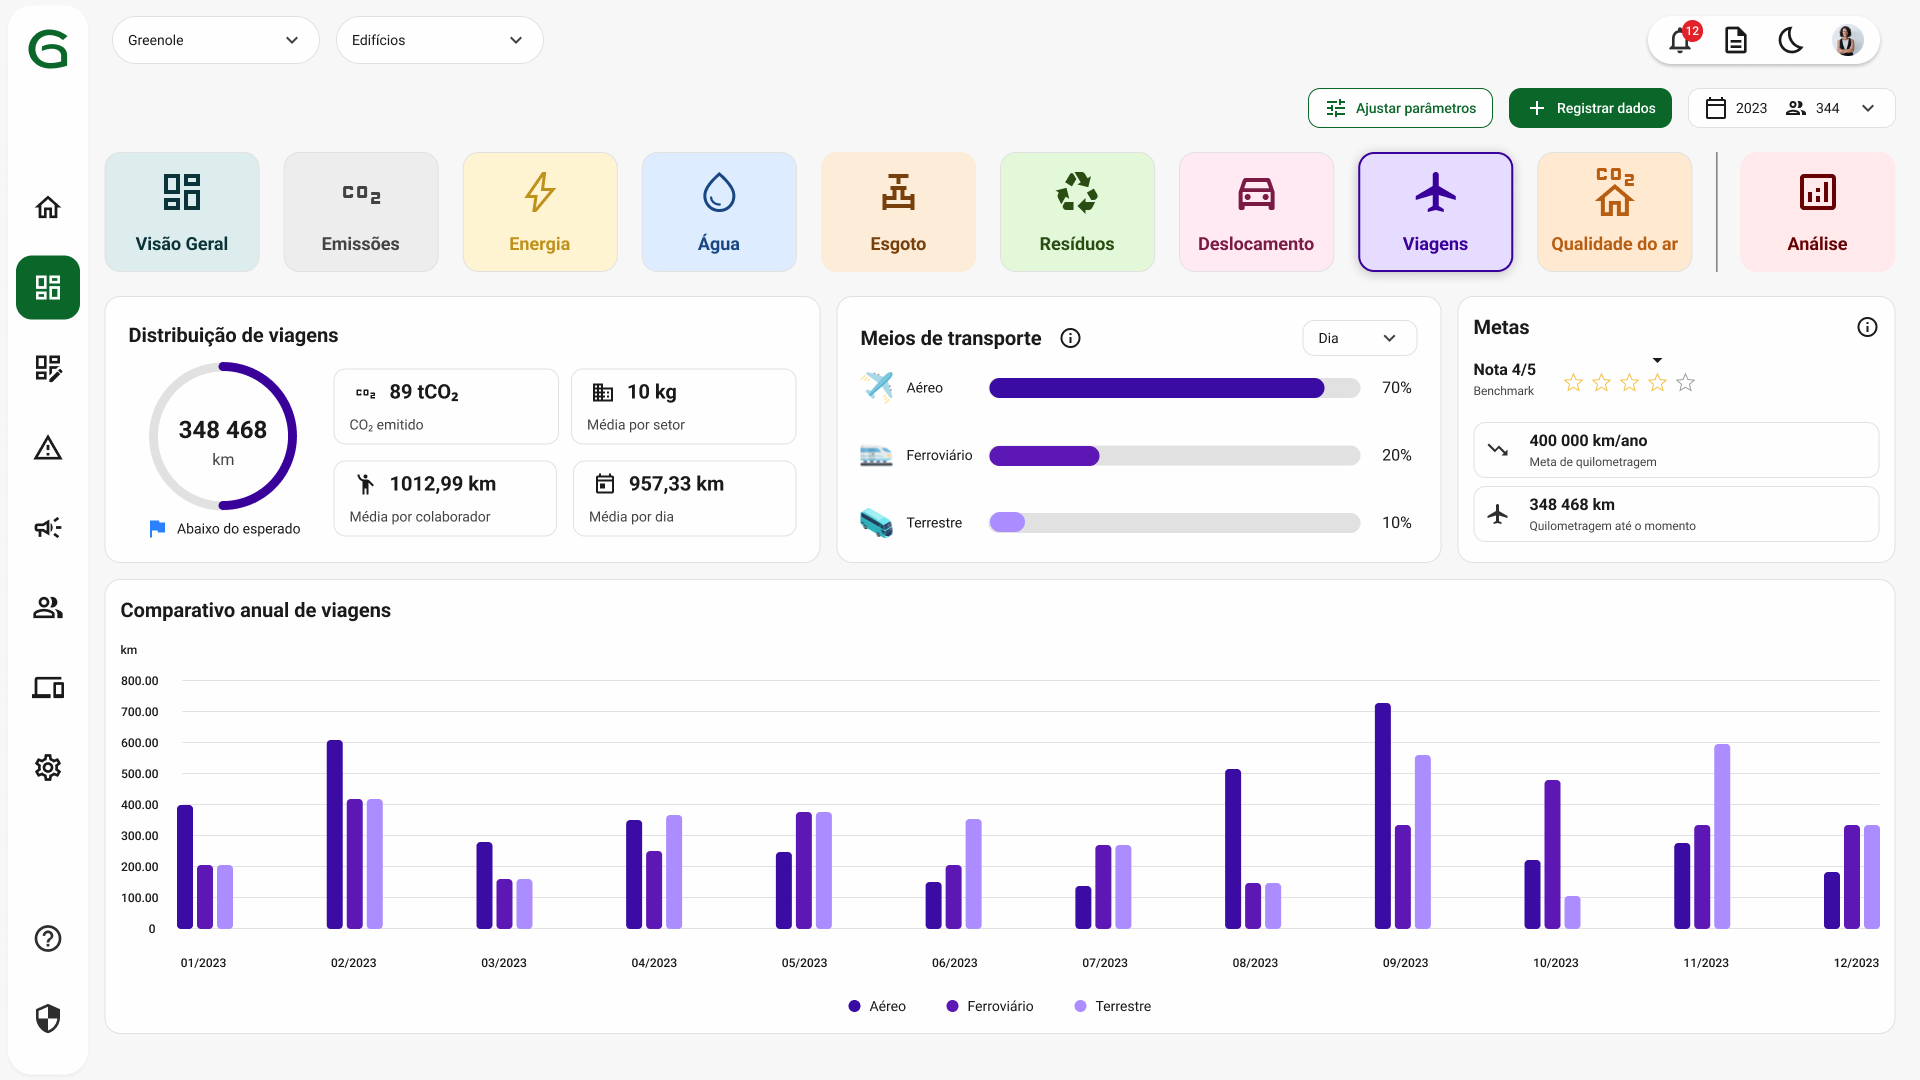 Greenole
Edifícios
12
Ajustar parâmetros
Registrar dados
2023
344
Visão Geral
CO2
Emissões
Energia
Água
Esgoto
Resíduos
Deslocamento
Viagens
CO2
Qualidade do ar
Análise
Distribuição de viagens
348 468
km
Abaixo do esperado
CO2 89 tCO₂
CO₂ emitido
10 kg
Média por setor
1012,99 km
Média por colaborador
957,33 km
Média por dia
Meios de transporte
Dia
Aéreo 70%
Ferroviário 20%
Terrestre 10%
Metas
Nota 4/5
Benchmark
400 000 km/ano
Meta de quilometragem
348 468 km
Quilometragem até o momento
Comparativo anual de viagens
km
800.00
700.00
600.00
500.00
400.00
300.00
200.00
100.00
0
01/2023 02/2023 03/2023 04/2023 05/2023 06/2023 07/2023 08/2023 09/2023 10/2023 11/2023 12/2023
Aéreo Ferroviário Terrestre